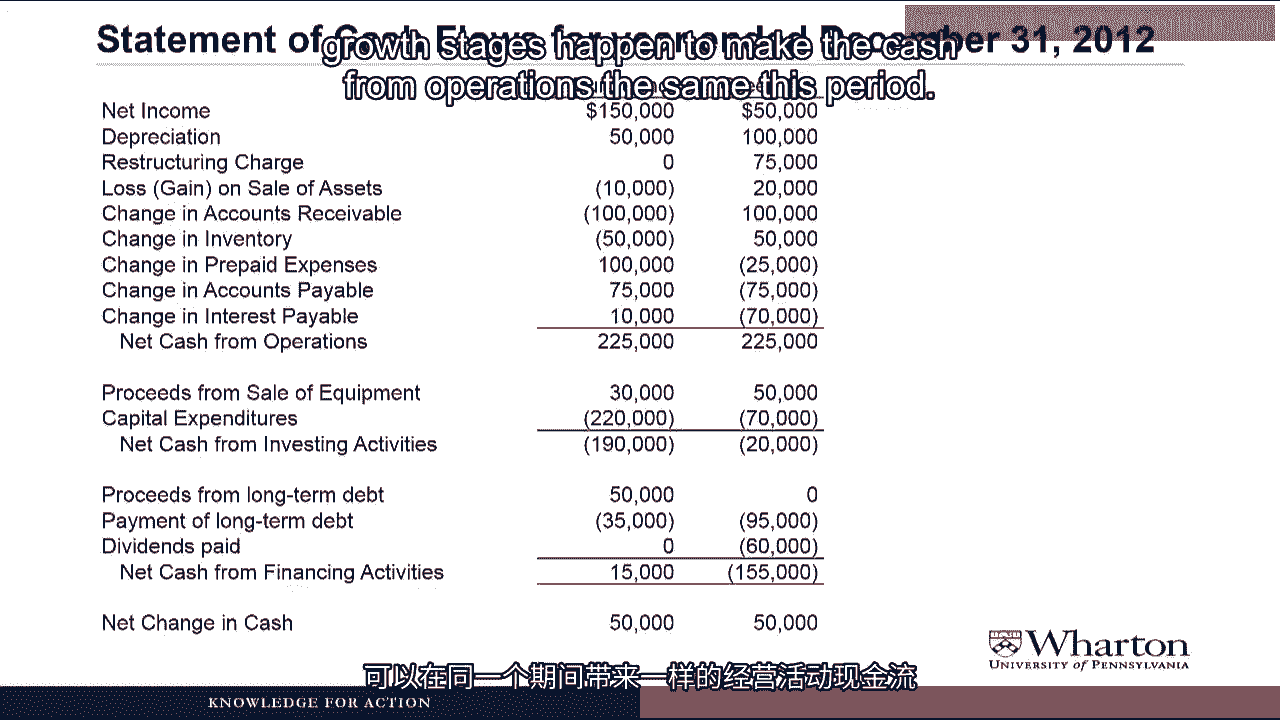 Statement of Cash Flows for year ended December 31, 2012
growth stages happen to make the cash
from operations the same this period.
Net Income $150,000 $50,000
Depreciation 50,000 100,000
Restructuring Charge 0 75,000
Loss (Gain) on Sale of Assets (10,000) 20,000
Change in Accounts Receivable (100,000) 100,000
Change in Inventory (50,000) 50,000
Change in Prepaid Expenses 100,000 (25,000)
Change in Accounts Payable 75,000 (75,000)
Change in Interest Payable 10,000 (70,000)
Net Cash from Operations 225,000 225,000
Proceeds from Sale of Equipment 30,000 50,000
Capital Expenditures (220,000) (70,000)
Net Cash from Investing Activities (190,000) (20,000)
Proceeds from long-term debt 50,000 0
Payment of long-term debt (35,000) (95,000)
Dividends paid 0 (60,000)
Net Cash from Financing Activities 15,000 (155,000)
Net Change in Cash 50,000 50,000
Wharton
UNIVERSITY of PENNSYLVANIA
可以在同一个期间带来一样的经营活动现金流
KNOWLEDGE FOR ACTION